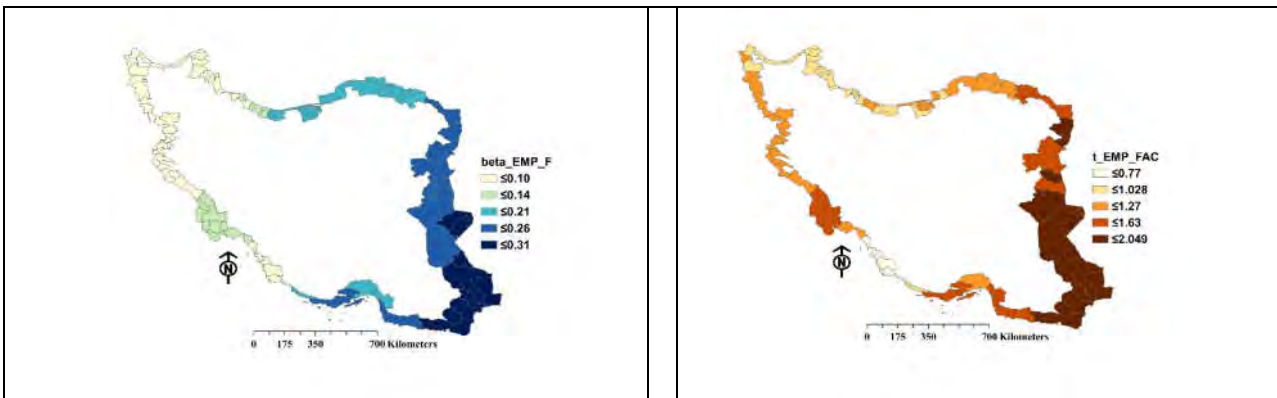 beta_EMP_F
≤0.10
≤0.14
≤0.21
≤0.26
≤0.31
N
0 175 350 700 Kilometers
t_EMP_FAC
≤0.77
≤1.028
≤1.27
≤1.63
≤2.049
N
0 175 350 700 Kilometers